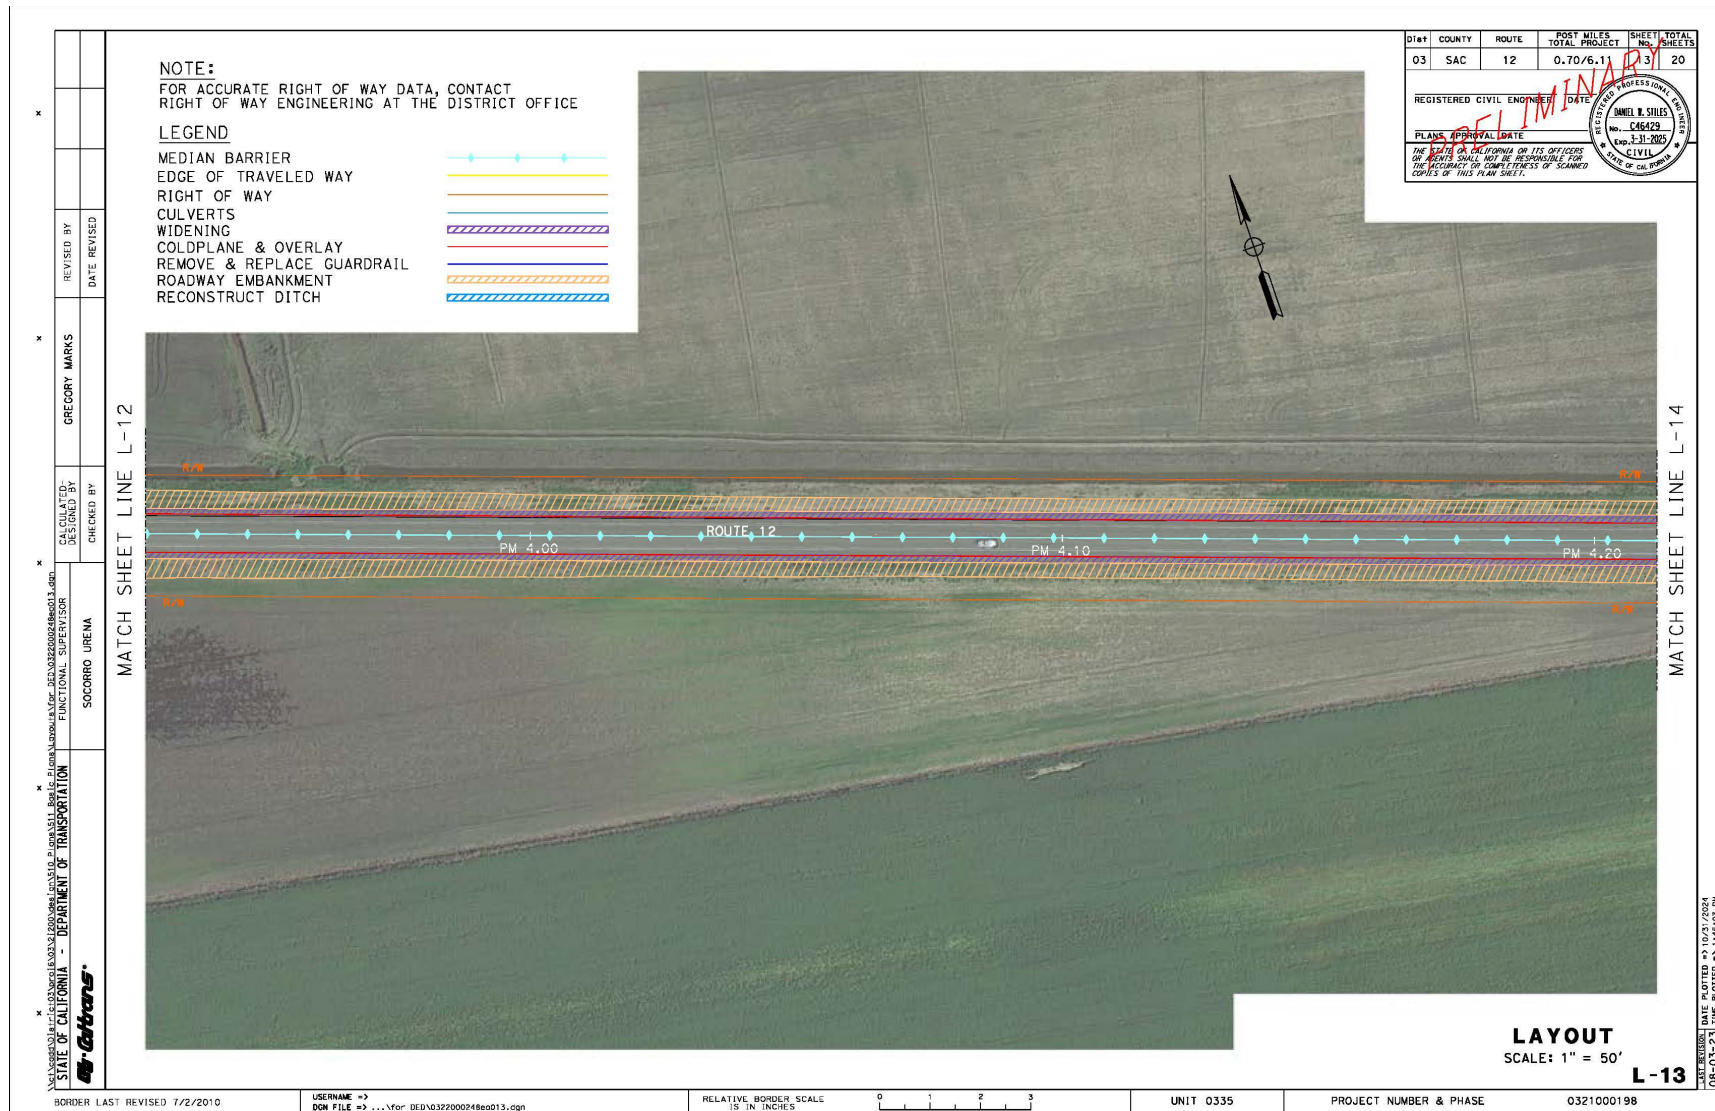 NOTE:
FOR ACCURATE RIGHT OF WAY DATA, CONTACT
RIGHT OF WAY ENGINEERING AT THE DISTRICT OFFICE
LEGEND
MEDIAN BARRIER
EDGE OF TRAVELED WAY
RIGHT OF WAY
CULVERTS
WIDENING
COLDPLANE & OVERLAY
REMOVE & REPLACE GUARDRAIL
ROADWAY EMBANKMENT
RECONSTRUCT DITCH
Dist COUNTY ROUTE POST MILES TOTAL PROJECT SHEET No. TOTAL SHEETS
03 SAC 12 0.70/6.11 13 20
PRELIMINARY
REGISTERED CIVIL ENGINEER DATE
PLANS APPROVAL DATE
THE STATE OF CALIFORNIA OR ITS OFFICERS
OR AGENTS SHALL NOT BE RESPONSIBLE FOR
THE ACCURACY OR COMPLETENESS OF SCANNED
COPIES OF THIS PLAN SHEET.
REGISTERED PROFESSIONAL ENGINEER
DANIEL W. STILES
No. C46429
Exp. 3-31-2025
CIVIL
STATE OF CALIFORNIA
REVISED BY
DATE REVISED
GREGORY MARKS
CALCULATED-
DESIGNED BY
CHECKED BY
FUNCTIONAL SUPERVISOR
SOCORRO URENA
STATE OF CALIFORNIA - DEPARTMENT OF TRANSPORTATION
Caltrans
MATCH SHEET LINE L-12
MATCH SHEET LINE L-14
R/W
R/W
ROUTE 12
PM 4.00
PM 4.10
PM 4.20
R/W
R/W
LAYOUT
SCALE: 1" = 50'
L-13
LAST REVISION
08-03-23
DATE PLOTTED => 10/31/2024
BORDER LAST REVISED 7/2/2010
USERNAME =>
DGN FILE => ...\for DED\0322000248ea013.dgn
RELATIVE BORDER SCALE
IS IN INCHES
0 1 2 3
UNIT 0335
PROJECT NUMBER & PHASE
0321000198